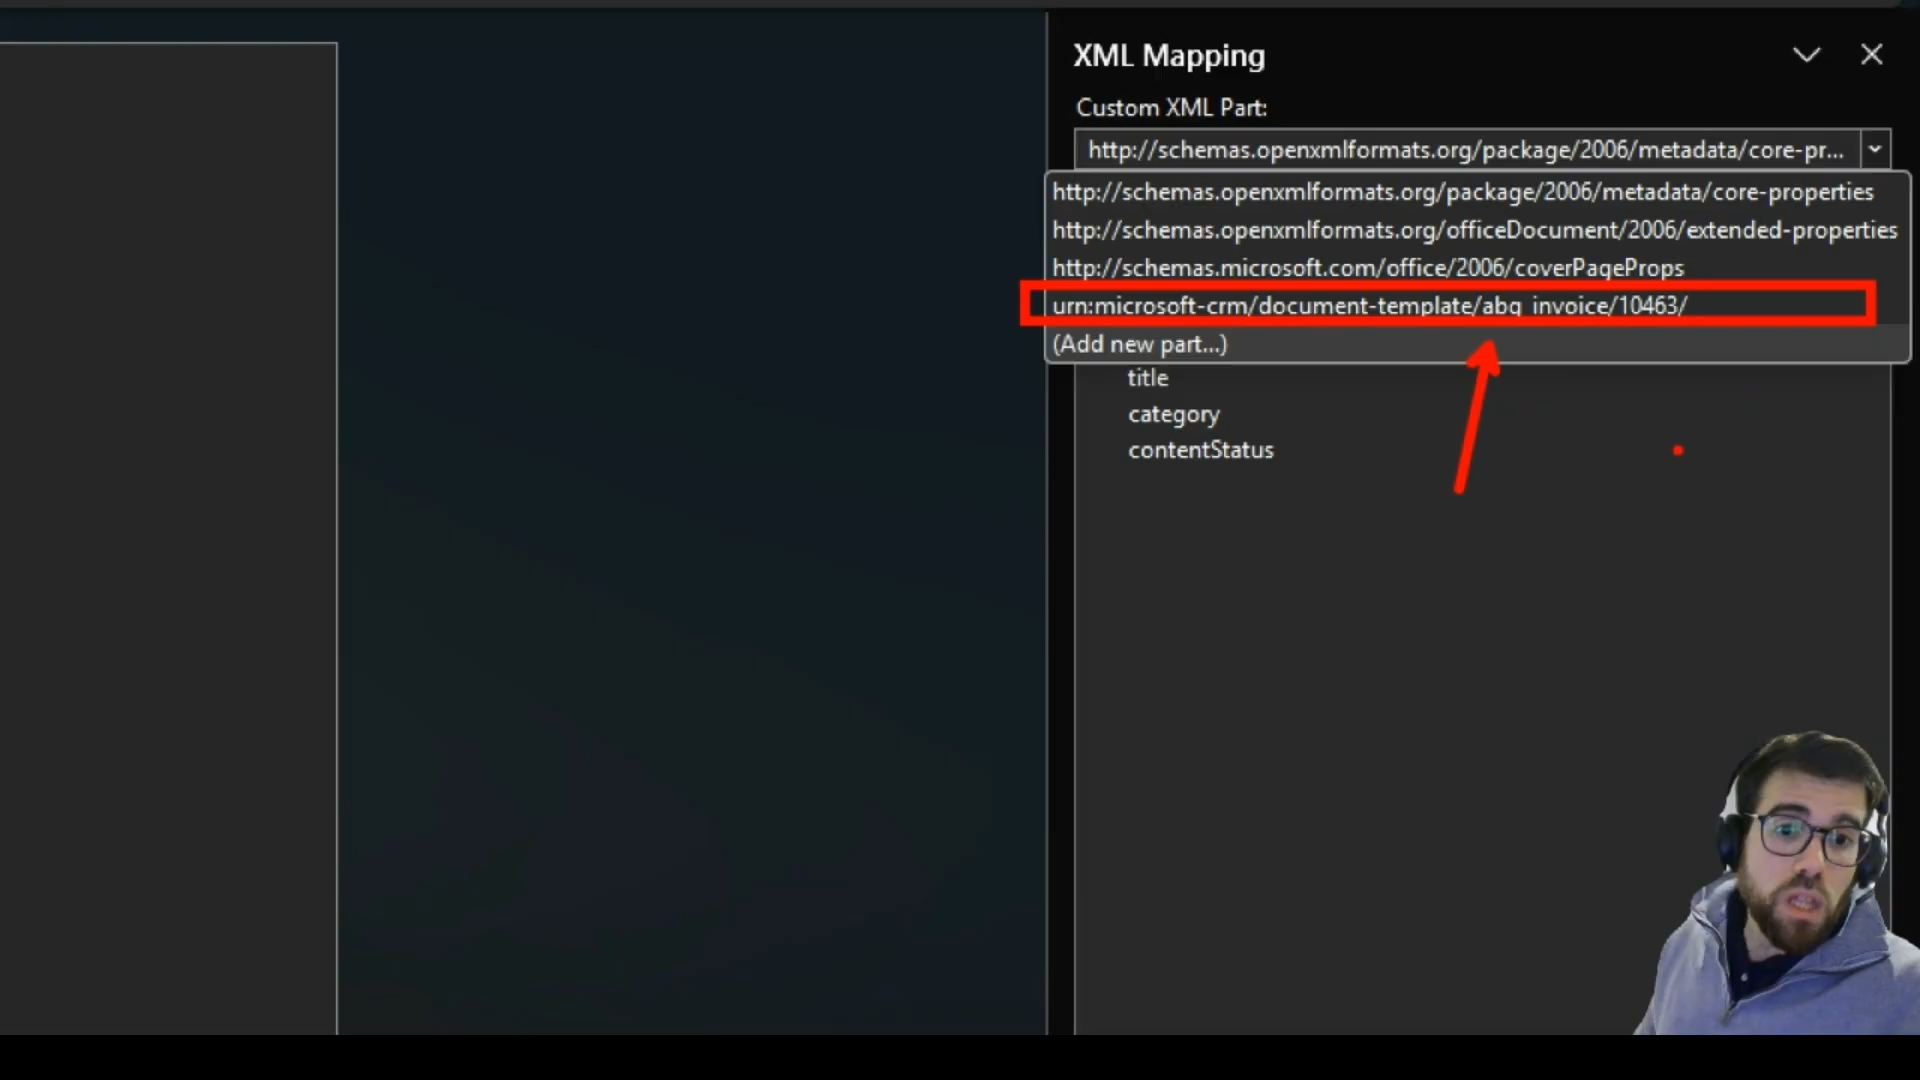 XML Mapping
Custom XML Part:
http://schemas.openxmlformats.org/package/2006/metadata/core-pr...
http://schemas.openxmlformats.org/package/2006/metadata/core-properties
http://schemas.openxmlformats.org/officeDocument/2006/extended-properties
http://schemas.microsoft.com/office/2006/coverPageProps
urn:microsoft-crm/document-template/abq_invoice/10463/
(Add new part...)
title
category
contentStatus